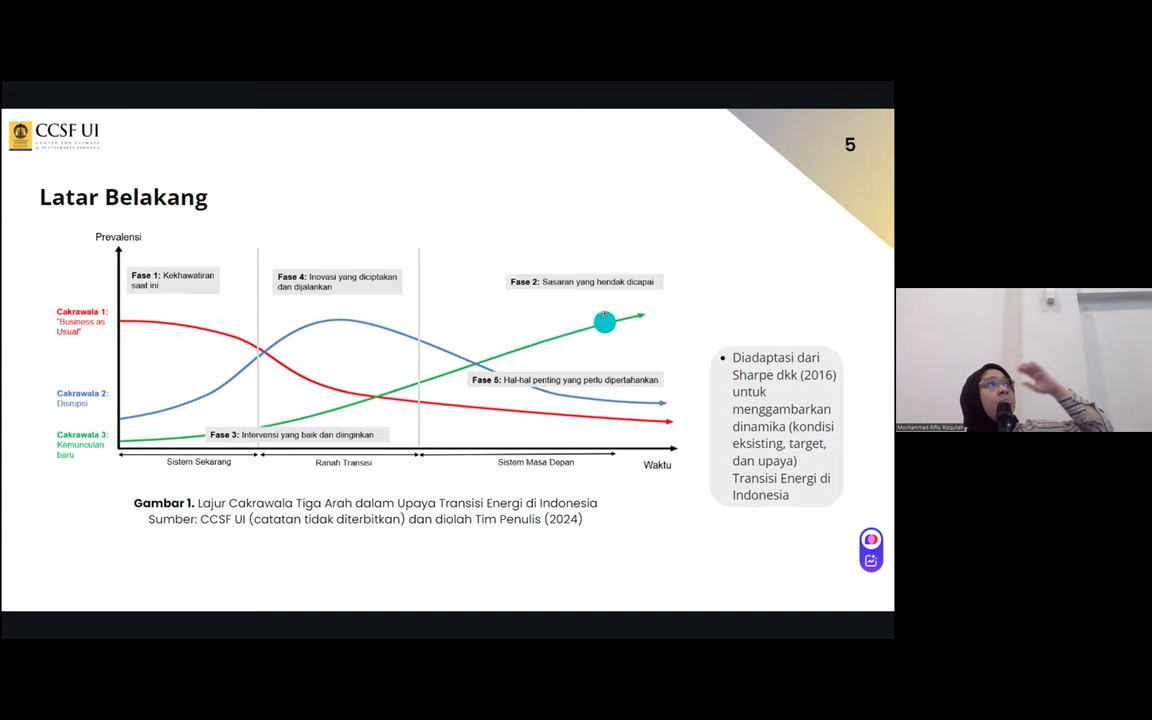 CCSF UI
CENTER FOR CLIMATE
& SUSTAINABLE FINANCE
5
Latar Belakang
Prevalensi
Fase 1: Kekhawatiran
saat ini
Fase 4: Inovasi yang diciptakan
dan dijalankan
Fase 2: Sasaran yang hendak dicapai
Cakrawala 1:
"Business as
Usual"
Cakrawala 2:
Disrupsi
Cakrawala 3:
Kemunculan
baru
Fase 5: Hal-hal penting yang perlu dipertahankan
Fase 3: Intervensi yang baik dan diinginkan
Sistem Sekarang
Ranah Transisi
Sistem Masa Depan
Waktu
Gambar 1. Lajur Cakrawala Tiga Arah dalam Upaya Transisi Energi di Indonesia
Sumber: CCSF UI (catatan tidak diterbitkan) dan diolah Tim Penulis (2024)
• Diadaptasi dari
Sharpe dkk (2016)
untuk
menggambarkan
dinamika (kondisi
eksisting, target,
dan upaya)
Transisi Energi di
Indonesia
Mochammad Rifky